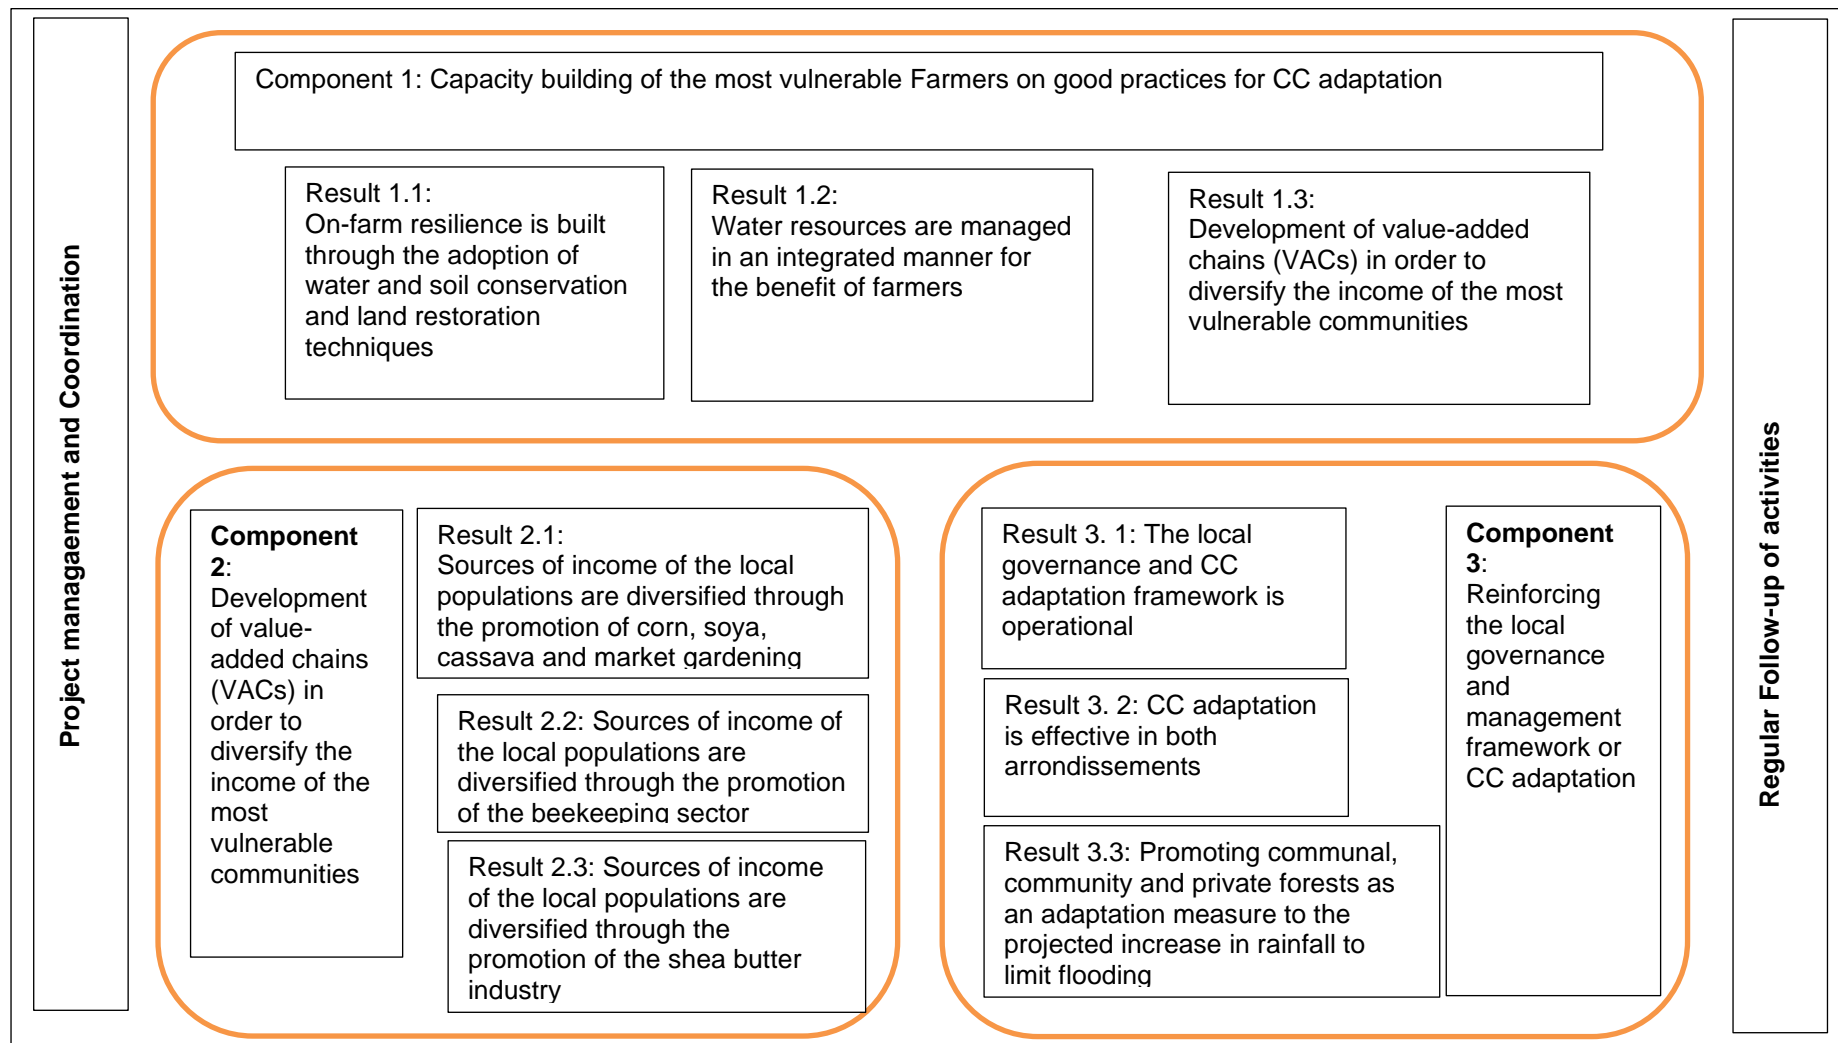 Project managaement and Coordination
Component 1: Capacity building of the most vulnerable Farmers on good practices for CC adaptation
Result 1.1:
On-farm resilience is built
through the adoption of
water and soil conservation
and land restoration
techniques
Result 1.2:
Water resources are managed
in an integrated manner for
the benefit of farmers
Result 1.3:
Development of value-added
chains (VACs) in order to
diversify the income of the most
vulnerable communities
Component
2:
Development
of value-
added chains
(VACs) in
order to
diversify the
income of the
most
vulnerable
communities
Result 2.1:
Sources of income of the local
populations are diversified through
the promotion of corn, soya,
cassava and market gardening
Result 2.2: Sources of income of
the local populations are
diversified through the promotion
of the beekeeping sector
Result 2.3: Sources of income
of the local populations are
diversified through the
promotion of the shea butter
industry
Result 3. 1: The local
governance and CC
adaptation framework is
operational
Result 3. 2: CC adaptation
is effective in both
arrondissements
Result 3.3: Promoting communal,
community and private forests as
an adaptation measure to the
projected increase in rainfall to
limit flooding
Component
3:
Reinforcing
the local
governance
and
management
framework or
CC adaptation
Regular Follow-up of activities